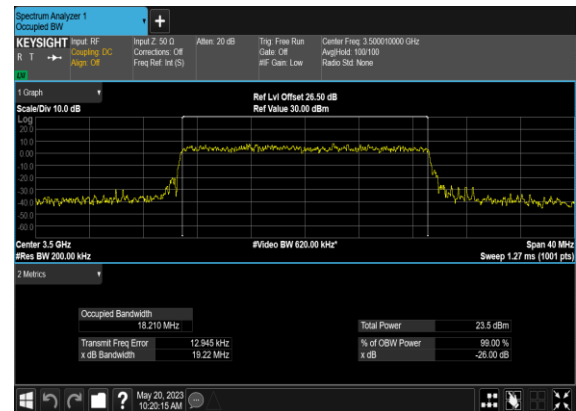 Spectrum Analyzer 1
Occupied BW
KEYSIGHT Input: RF Input Z: 50 Ω Atten: 20 dB Trig: Free Run Center Freq: 3.500010000 GHz
R T Coupling: DC Corrections: Off Gate: Off Avg|Hold: 100/100
Align: Off Freq Ref: Int (S) #IF Gain: Low Radio Std: None
LV
1 Graph
Ref Lvl Offset 26.50 dB
Scale/Div 10.0 dB Ref Value 30.00 dBm
Log
20.0
10.0
0.00
-10.0
-20.0
-30.0
-40.0
-50.0
-60.0
Center 3.5 GHz #Video BW 620.00 kHz* Span 40 MHz
#Res BW 200.00 kHz Sweep 1.27 ms (1001 pts)
2 Metrics
Occupied Bandwidth
18.210 MHz Total Power 23.5 dBm
Transmit Freq Error 12.945 kHz % of OBW Power 99.00 %
x dB Bandwidth 19.22 MHz x dB -26.00 dB
May 20, 2023
10:20:15 AM